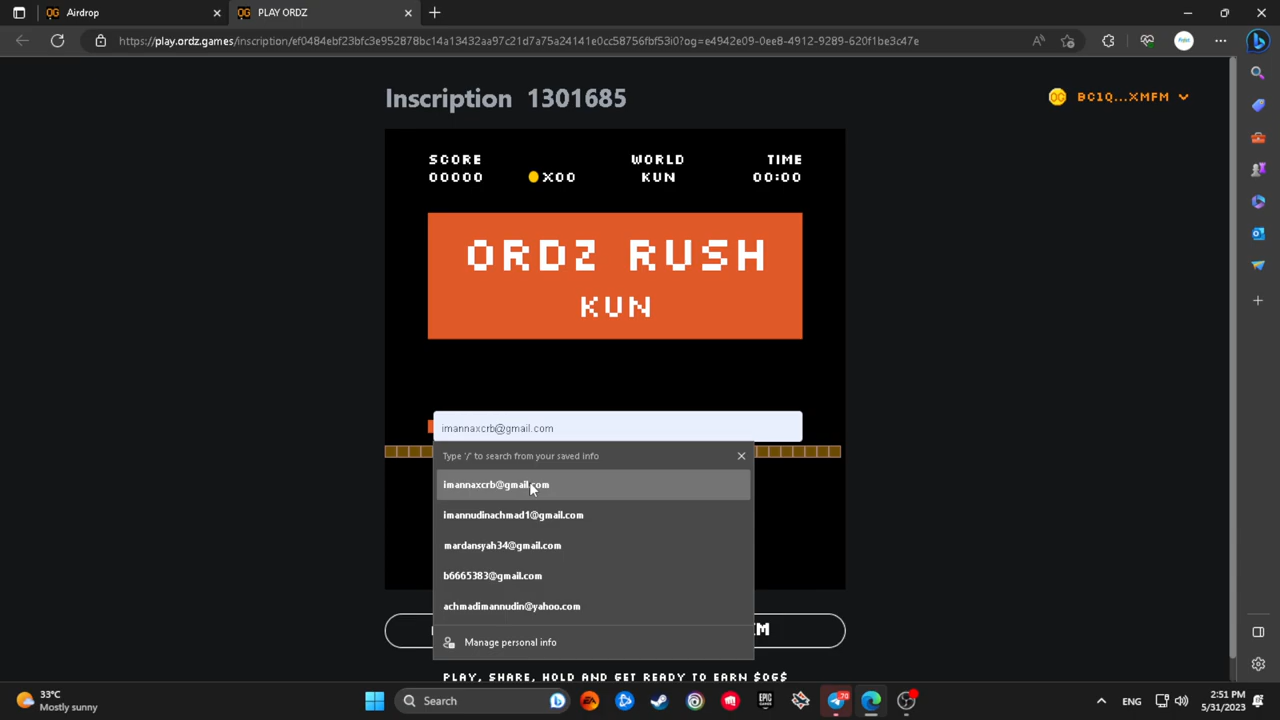 Airdrop
PLAY ORDZ
https://play.ordz.games/inscription/ef0484ebf23bfc3e952878bc14a13432aa97c21d7a75a24141e0cc58756fbf53i0?og=e4942e09-0ee8-4912-9289-620f1be3c47e
Inscription 1301685
BC1Q...XMFM
SCORE WORLD TIME
00000 X00 KUN 00:00
ORDZ RUSH
KUN
imannaxcrb@gmail.com
Type '/' to search from your saved info
imannaxcrb@gmail.com
imannudinachmad1@gmail.com
mardansyah34@gmail.com
b6665383@gmail.com
achmadimannudin@yahoo.com
Manage personal info
PLAY, SHARE, HOLD AND GET READY TO EARN $OG$
33°C
Mostly sunny
Search
EA
EPIC
GAMES
70
ENG
2:51 PM
5/31/2023